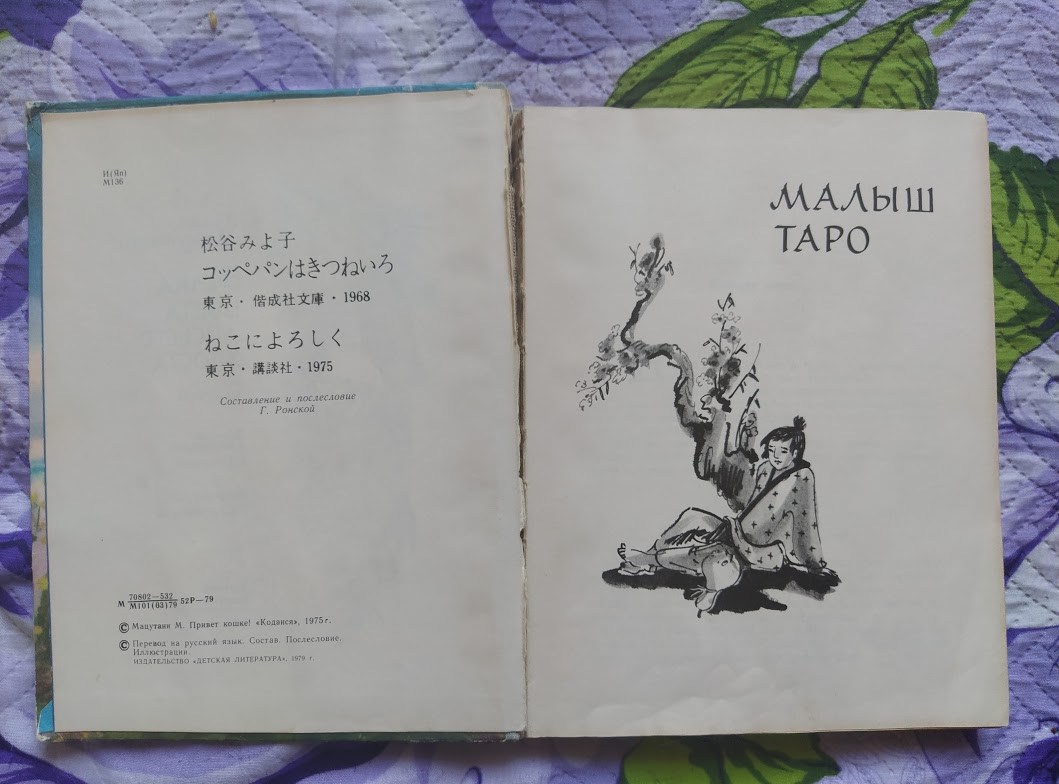 И(Яп)
М136
松谷みよ子
コッペパンはきつねいろ
東京・偕成社文庫・1968
ねこによろしく
東京・講談社・1975
Составление и послесловие
Г. Ронской
М 70802—532
М101(03)79 52Р—79
© Мацутани М. Привет кошке! «Коданся», 1975 г.
© Перевод на русский язык. Состав. Послесловие.
Иллюстрации.
ИЗДАТЕЛЬСТВО «ДЕТСКАЯ ЛИТЕРАТУРА», 1979 г.
МАЛЫШ
ТАРО